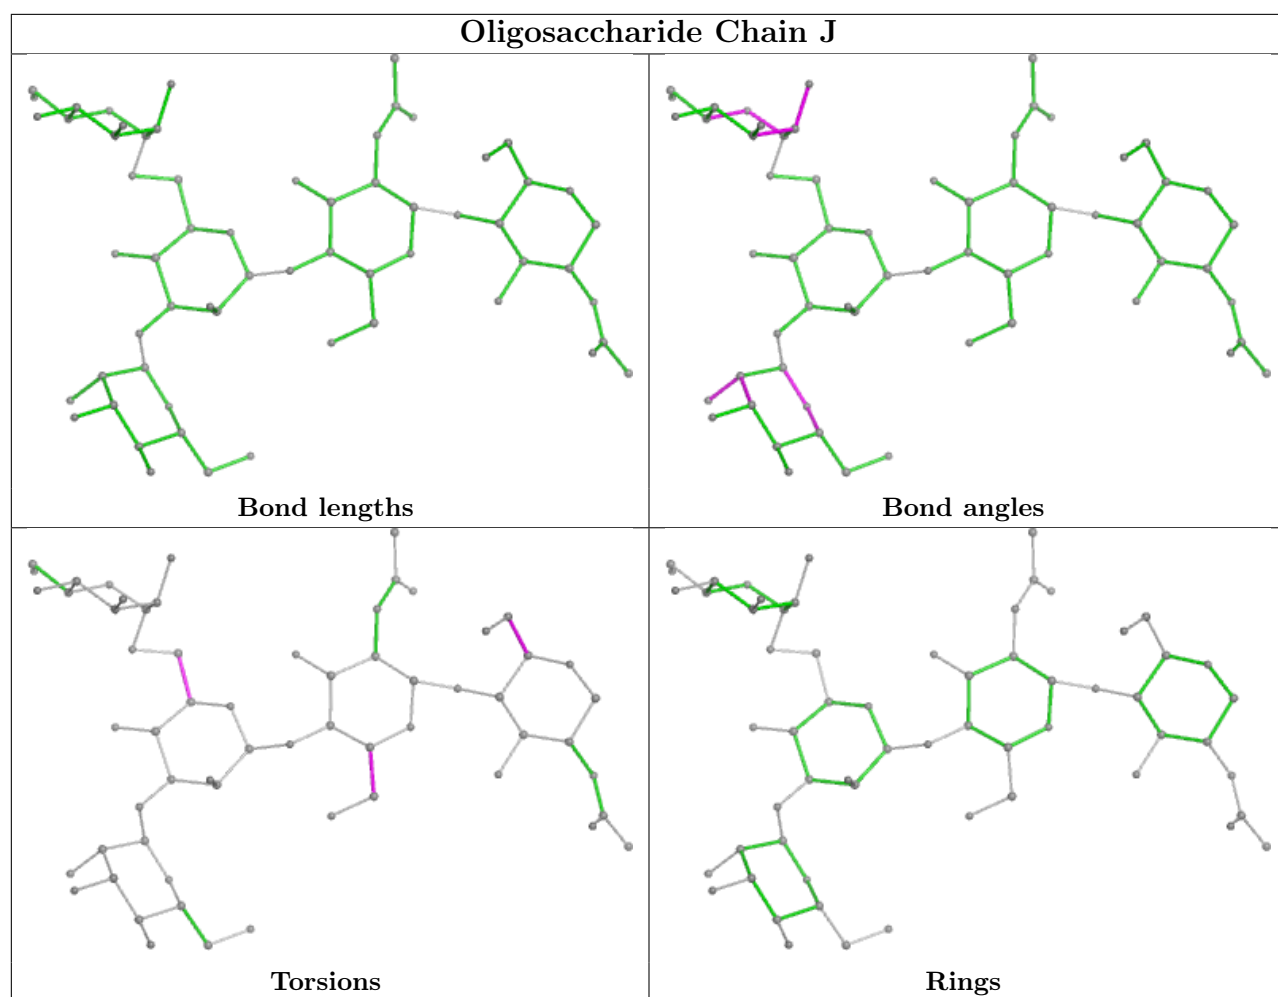 Oligosaccharide Chain J
Bond lengths
Bond angles
Torsions
Rings